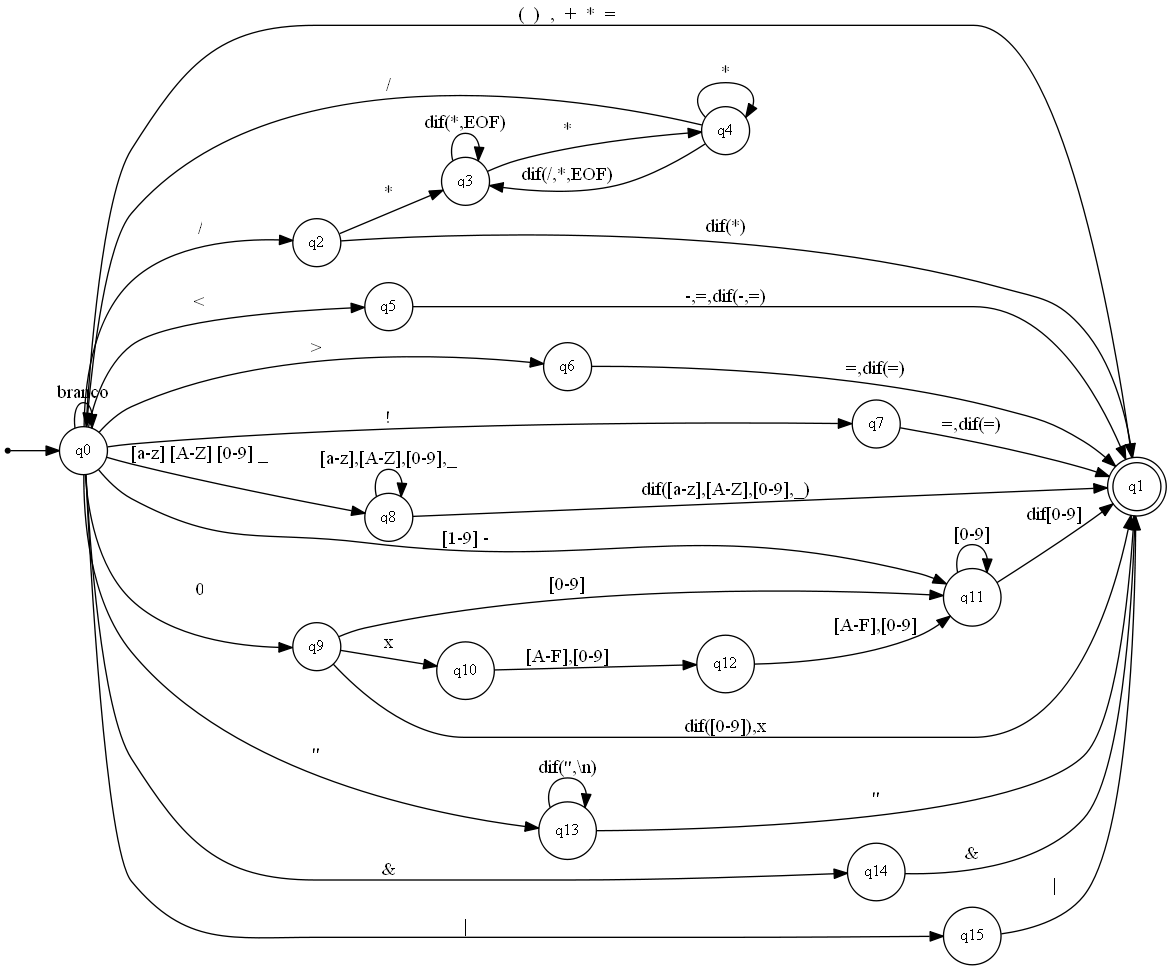 ( ) , + * =
/
*
q4
dif(*,EOF)
*
q3
dif(/,*,EOF)
*
/
q2
dif(*)
<
q5
-,=,dif(-,=)
>
q6
=,dif(=)
branco
!
q7
=,dif(=)
q0
[a-z] [A-Z] [0-9] _
[a-z],[A-Z],[0-9],_
q8
dif([a-z],[A-Z],[0-9],_)
q1
[1-9] -
dif[0-9]
[0-9]
q11
0
[0-9]
q9
x
[A-F],[0-9]
q10
[A-F],[0-9]
q12
dif([0-9]),x
"
dif(",\n)
q13
"
&
q14
&
|
q15
|